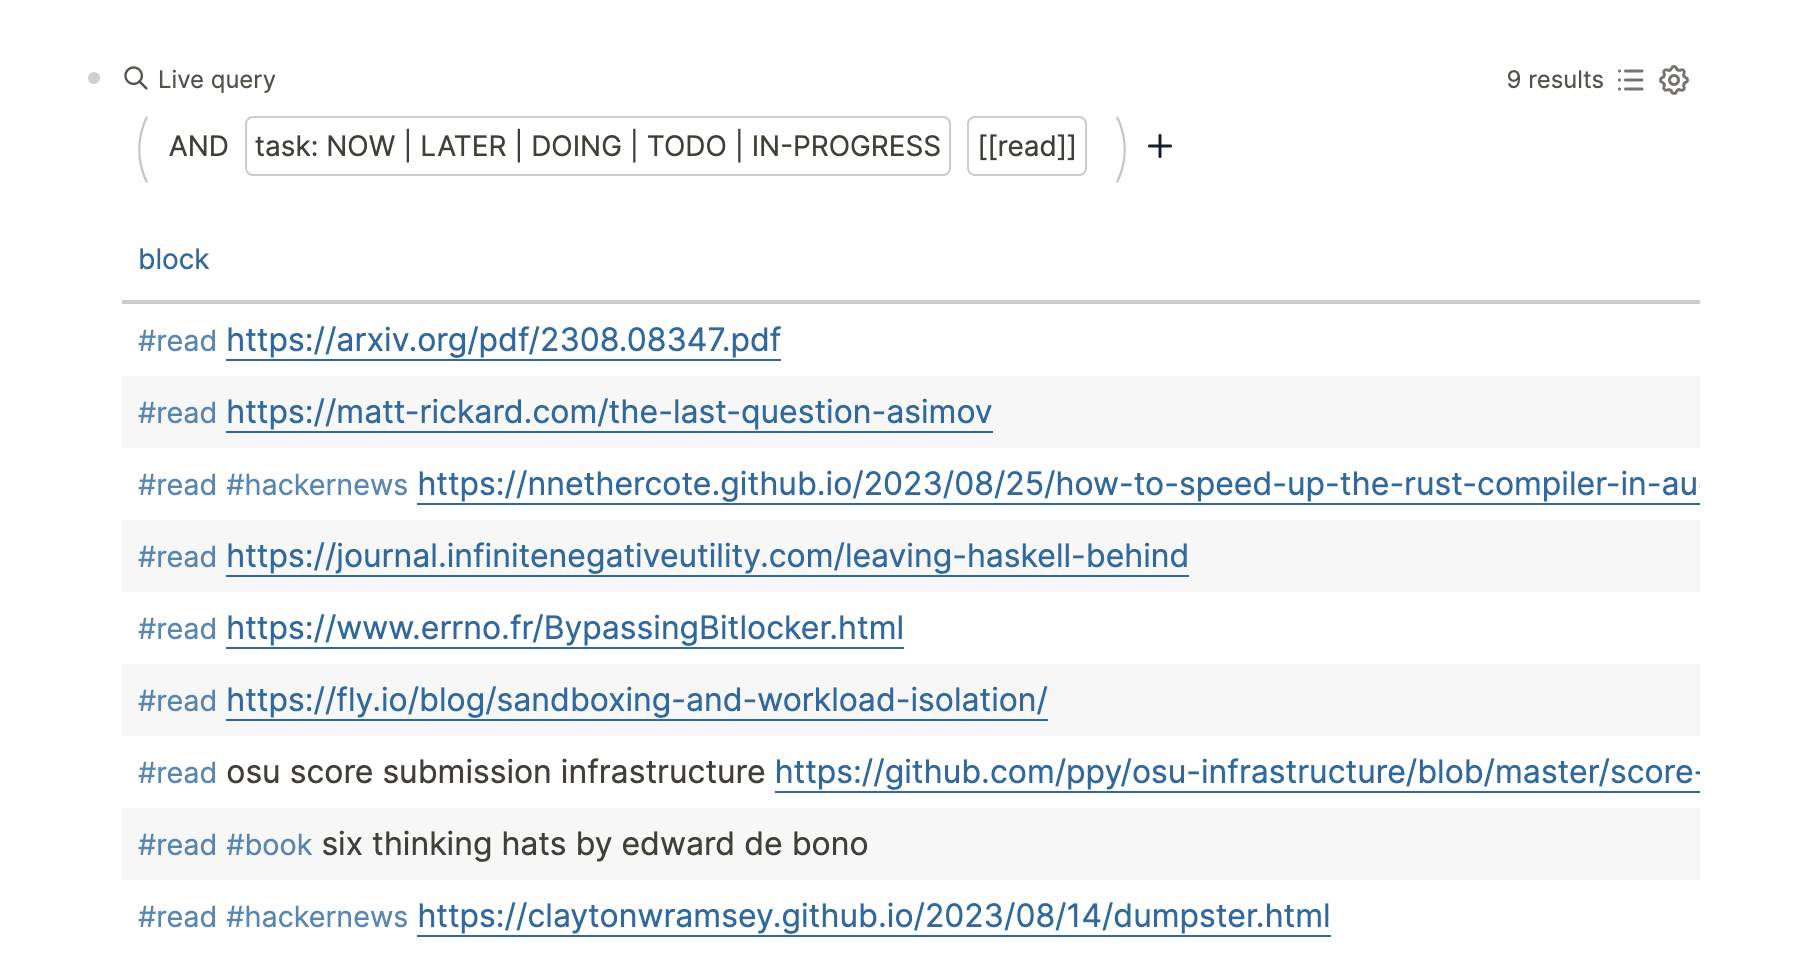 Live query 9 results
( AND task: NOW | LATER | DOING | TODO | IN-PROGRESS [[read]] ) +
block
#read https://arxiv.org/pdf/2308.08347.pdf
#read https://matt-rickard.com/the-last-question-asimov
#read #hackernews https://nnethercote.github.io/2023/08/25/how-to-speed-up-the-rust-compiler-in-au
#read https://journal.infinitenegativeutility.com/leaving-haskell-behind
#read https://www.errno.fr/BypassingBitlocker.html
#read https://fly.io/blog/sandboxing-and-workload-isolation/
#read osu score submission infrastructure https://github.com/ppy/osu-infrastructure/blob/master/score-
#read #book six thinking hats by edward de bono
#read #hackernews https://claytonwramsey.github.io/2023/08/14/dumpster.html